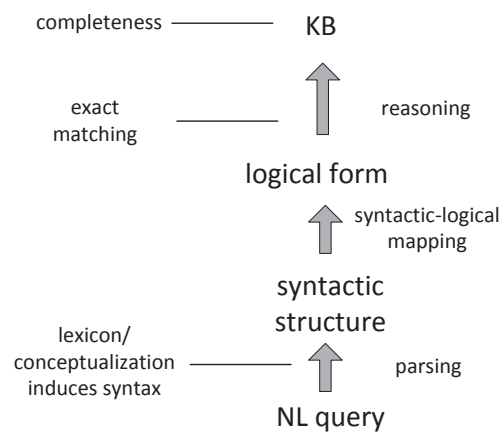 completeness
KB
exact
matching
reasoning
logical form
syntactic-logical
mapping
syntactic
structure
lexicon/
conceptualization
induces syntax
parsing
NL query